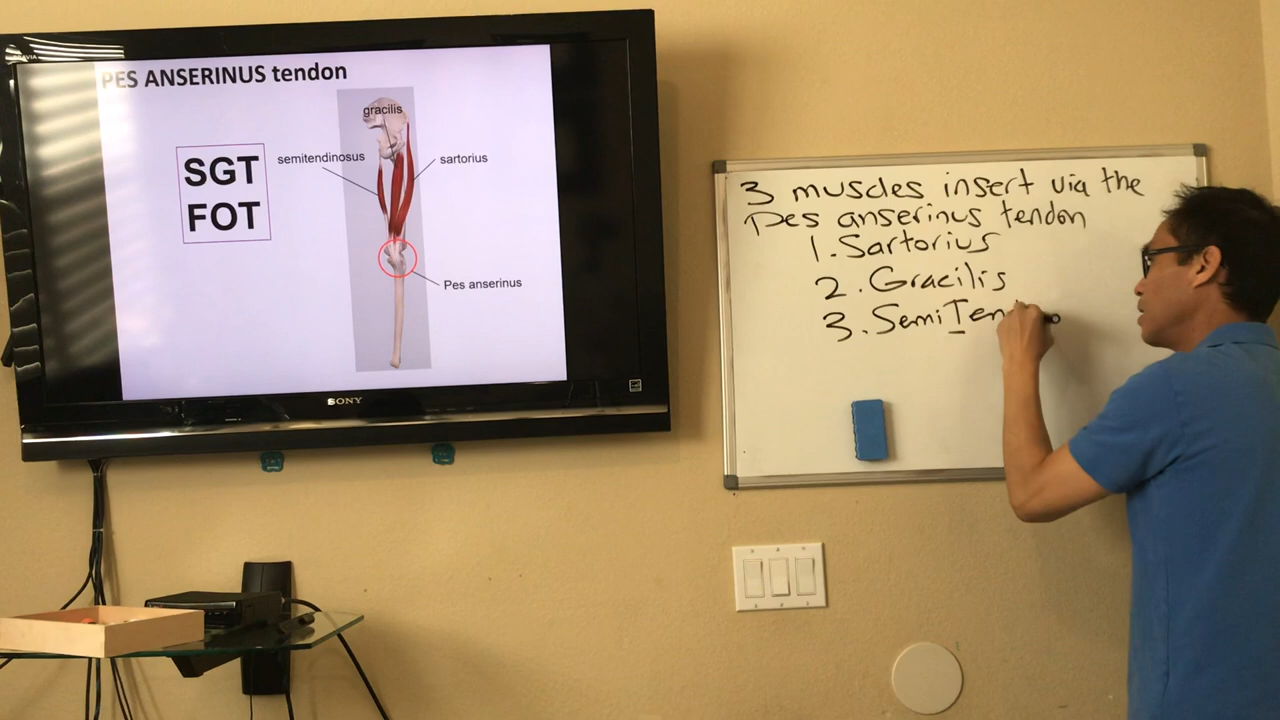 PES ANSERINUS tendon
gracilis
semitendinosus
sartorius
SGT
FOT
Pes anserinus
SONY
3 muscles insert via the
Pes anserinus tendon
1. Sartorius
2. Gracilis
3. SemiTen